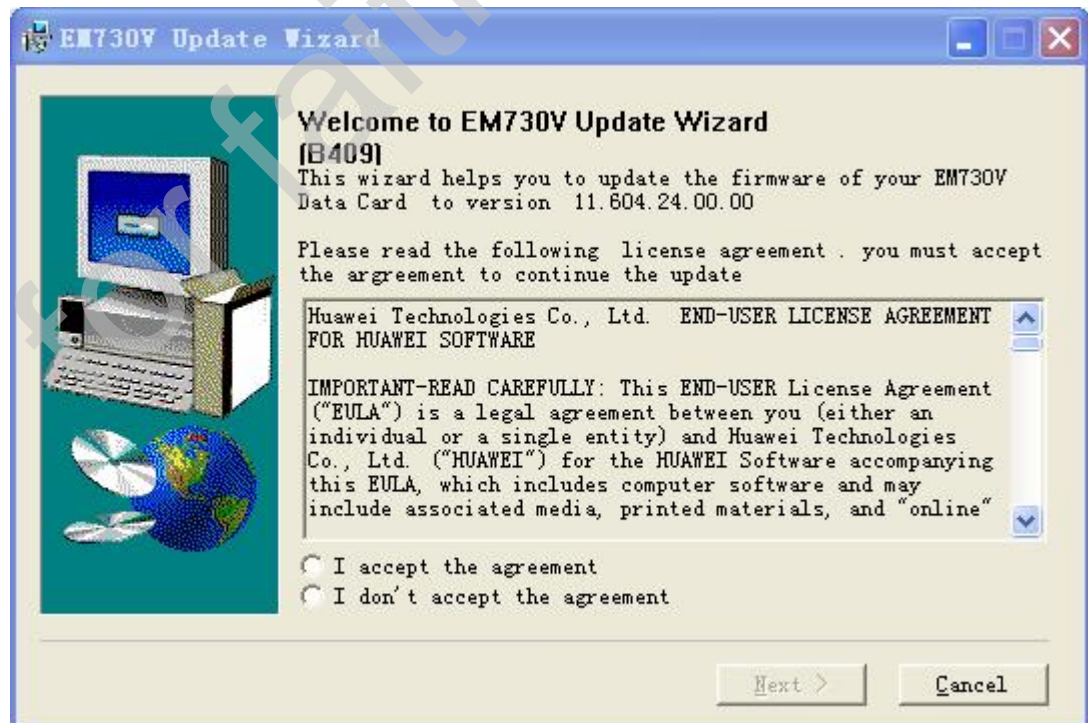 EM730V Update Wizard
Welcome to EM730V Update Wizard
(B409)
This wizard helps you to update the firmware of your EM730V
Data Card to version 11.604.24.00.00
Please read the following license agreement . you must accept
the argreement to continue the update
Huawei Technologies Co., Ltd. END-USER LICENSE AGREEMENT
FOR HUAWEI SOFTWARE
IMPORTANT-READ CAREFULLY: This END-USER License Agreement
("EULA") is a legal agreement between you (either an
individual or a single entity) and Huawei Technologies
Co., Ltd. ("HUAWEI") for the HUAWEI Software accompanying
this EULA, which includes computer software and may
include associated media, printed materials, and "online"
I accept the agreement
I don't accept the agreement
Next >
Cancel